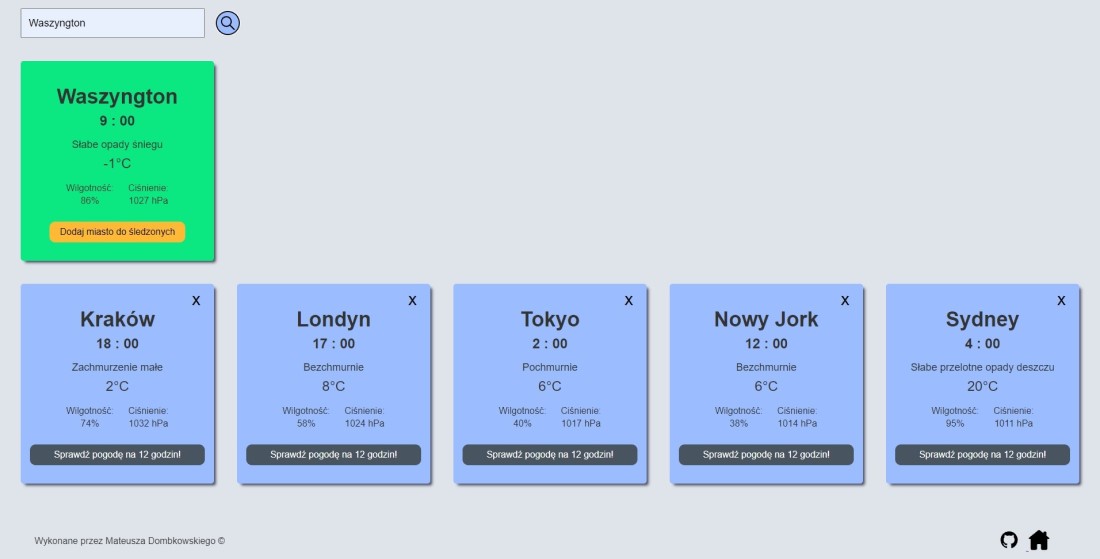 Waszyngton
Waszyngton
9 : 00
Słabe opady śniegu
-1°C
Wilgotność: Ciśnienie:
86% 1027 hPa
Dodaj miasto do śledzonych
X
Kraków
18 : 00
Zachmurzenie małe
2°C
Wilgotność: Ciśnienie:
74% 1032 hPa
Sprawdź pogodę na 12 godzin!
X
Londyn
17 : 00
Bezchmurnie
8°C
Wilgotność: Ciśnienie:
58% 1024 hPa
Sprawdź pogodę na 12 godzin!
X
Tokyo
2 : 00
Pochmurnie
6°C
Wilgotność: Ciśnienie:
40% 1017 hPa
Sprawdź pogodę na 12 godzin!
X
Nowy Jork
12 : 00
Bezchmurnie
6°C
Wilgotność: Ciśnienie:
38% 1014 hPa
Sprawdź pogodę na 12 godzin!
X
Sydney
4 : 00
Słabe przelotne opady deszczu
20°C
Wilgotność: Ciśnienie:
95% 1011 hPa
Sprawdź pogodę na 12 godzin!
Wykonane przez Mateusza Dombkowskiego ©